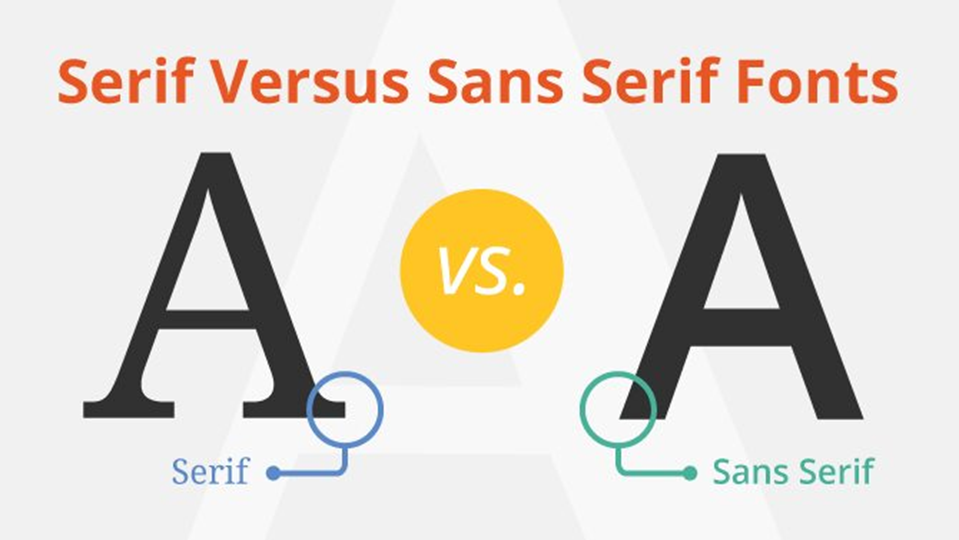 Serif Versus Sans Serif Fonts
A
vs.
A
Serif
Sans Serif